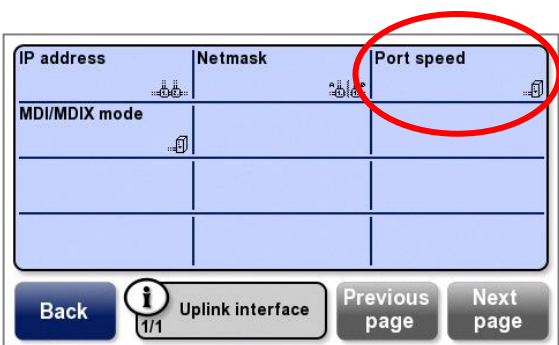 IP address Netmask Port speed
MDI/MDIX mode
Back
i
1/1
Uplink interface
Previous
page
Next
page